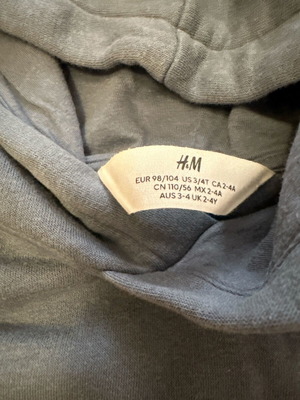 H&M
EUR 98/104 US 3/4T CA 2-4A
CN 110/56 MX 2-4A
AUS 3-4 UK 2-4Y